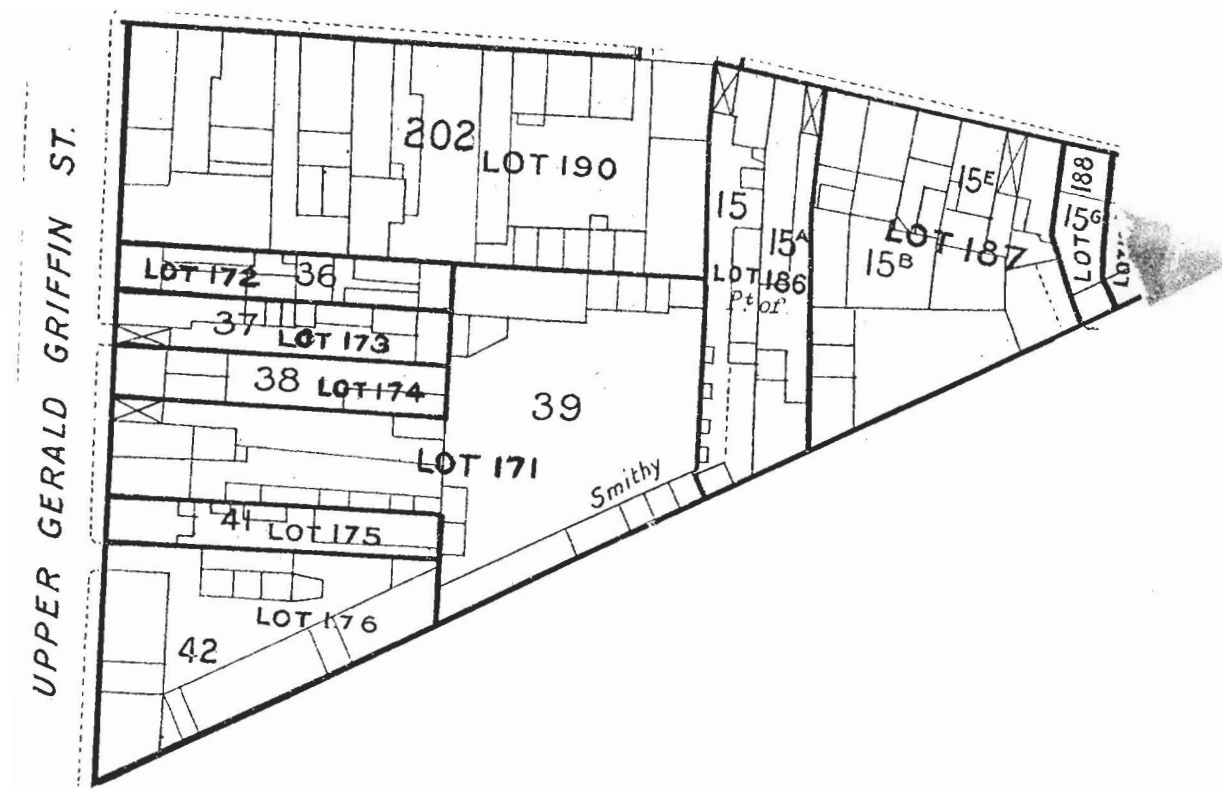 UPPER GERALD GRIFFIN ST.
202
LOT 190
15
15A
LOT 186
Pt. of
15B
15E
LOT 187
188
15G
LOT
LOT 172
36
37
LOT 173
38
LOT 174
39
LOT 171
Smithy
41
LOT 175
LOT 176
42